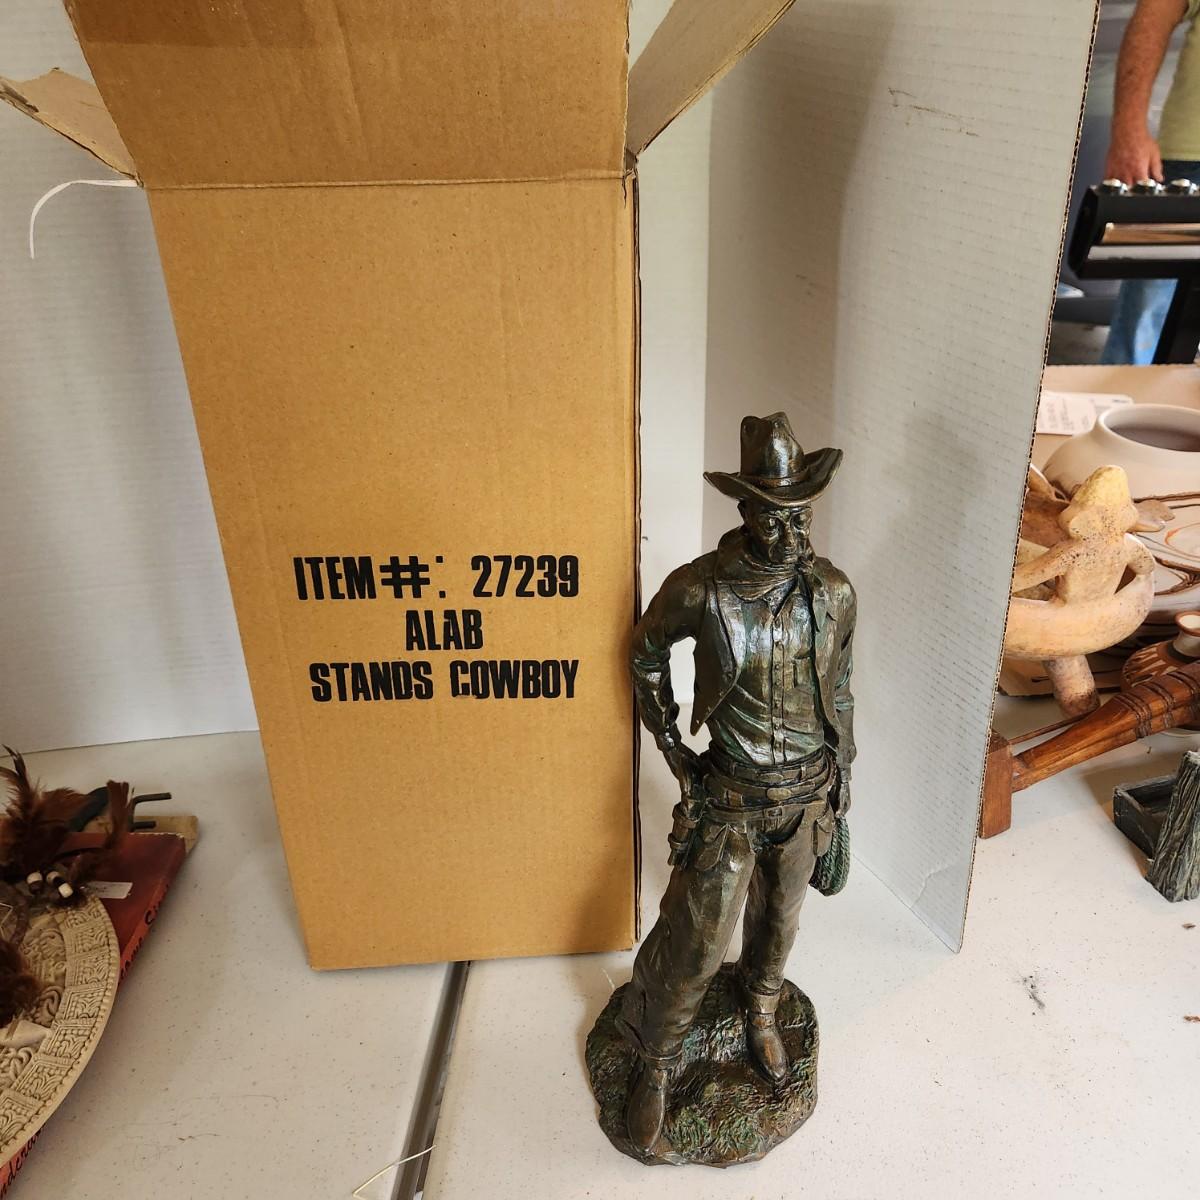 ITEM#: 27239
ALAB
STANDS COWBOY